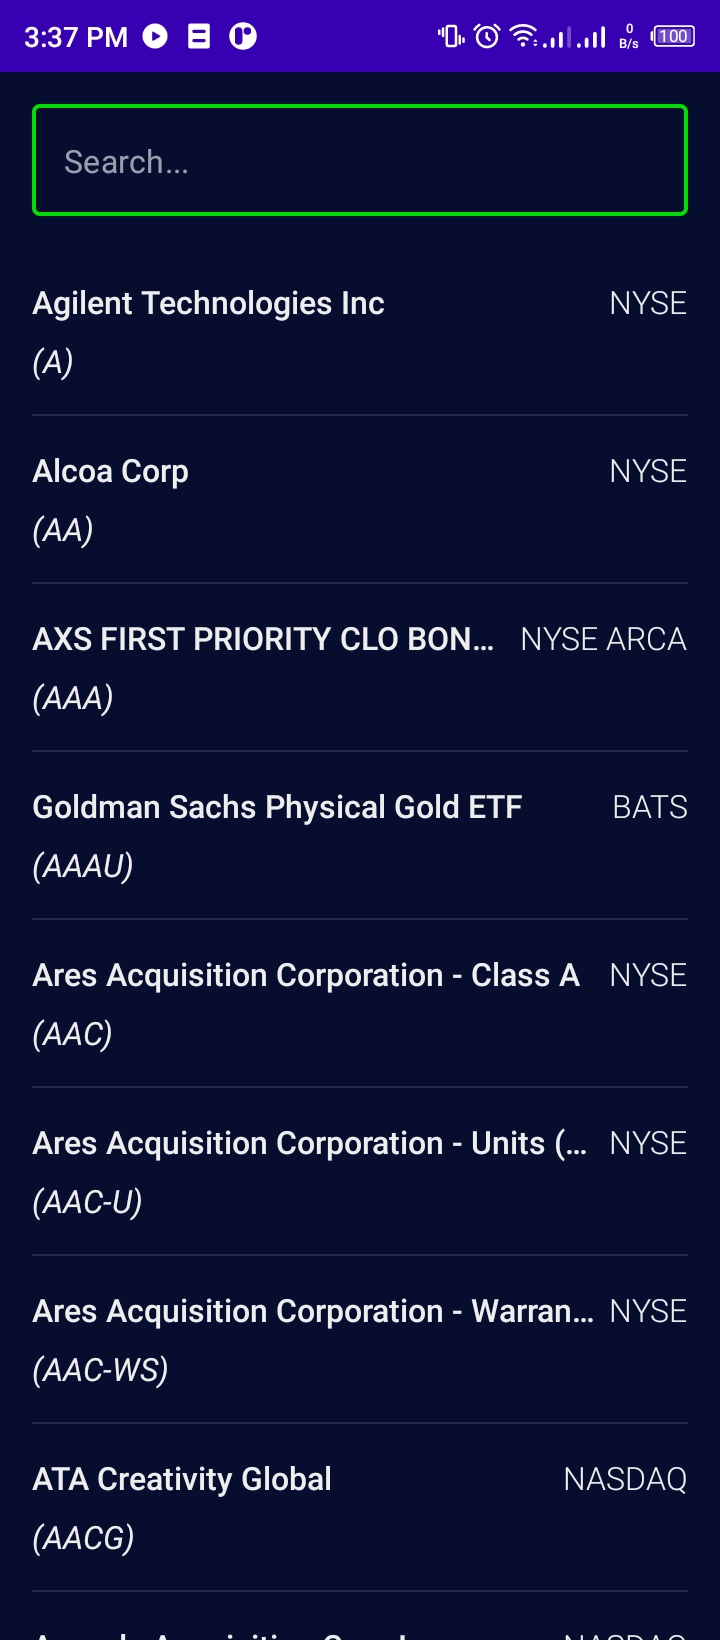 3:37 PM 0 B/s 100
Search...
Agilent Technologies Inc NYSE
(A)
Alcoa Corp NYSE
(AA)
AXS FIRST PRIORITY CLO BON... NYSE ARCA
(AAA)
Goldman Sachs Physical Gold ETF BATS
(AAAU)
Ares Acquisition Corporation - Class A NYSE
(AAC)
Ares Acquisition Corporation - Units (... NYSE
(AAC-U)
Ares Acquisition Corporation - Warran... NYSE
(AAC-WS)
ATA Creativity Global NASDAQ
(AACG)
NASDAQ